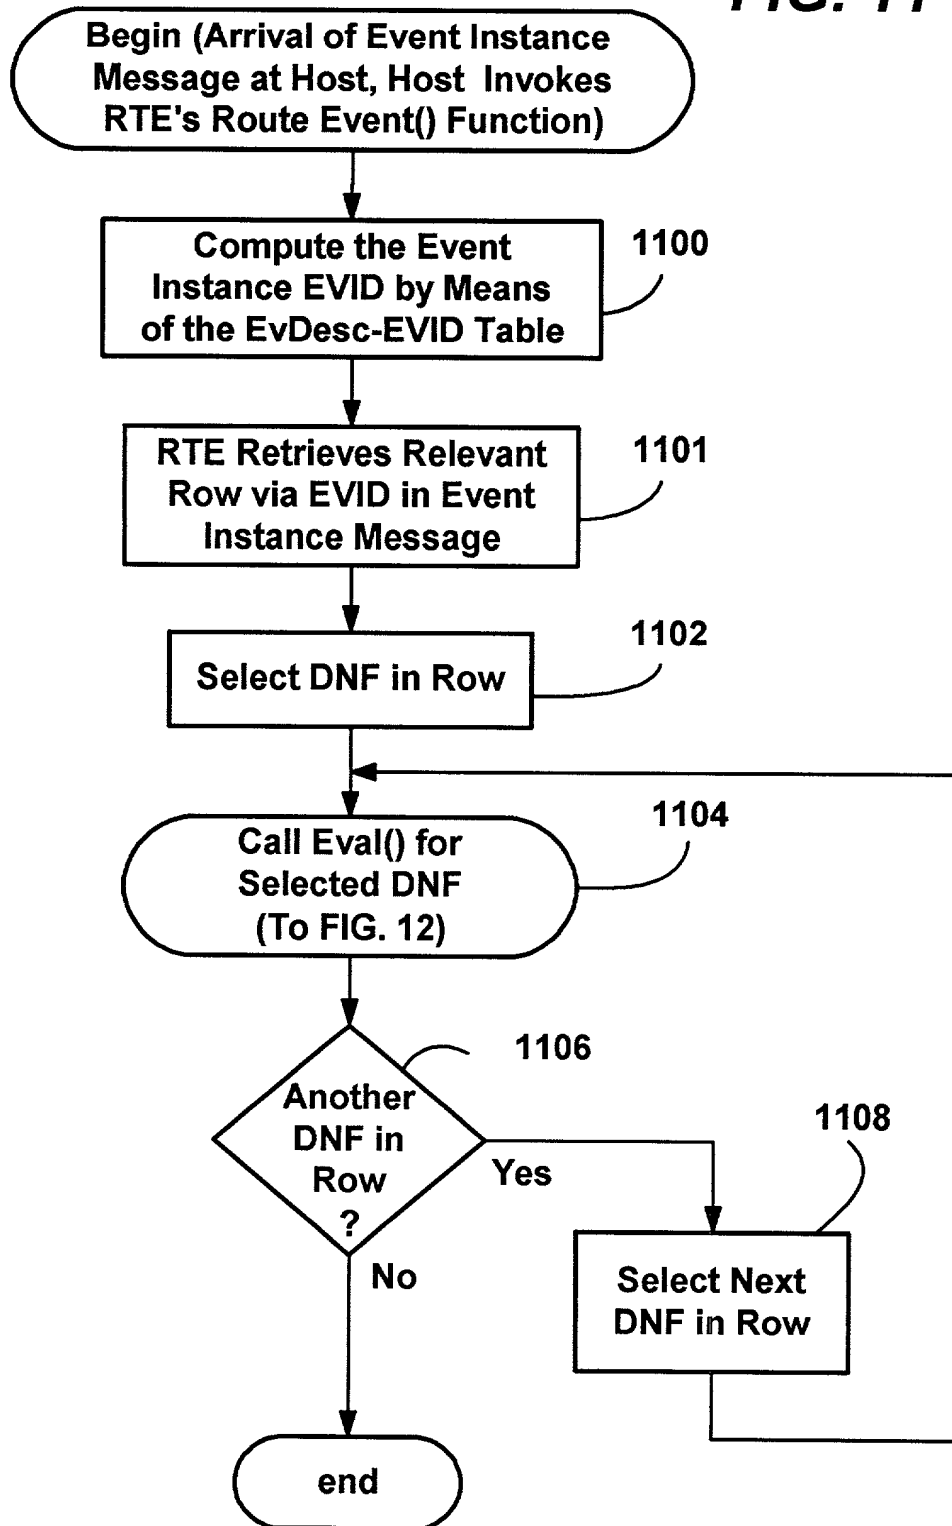 FIG. 11
Begin (Arrival of Event Instance
Message at Host, Host Invokes
RTE's Route Event() Function)
Compute the Event
Instance EVID by Means
of the EvDesc-EVID Table
1100
RTE Retrieves Relevant
Row via EVID in Event
Instance Message
1101
Select DNF in Row
1102
Call Eval() for
Selected DNF
(To FIG. 12)
1104
Another
DNF in
Row
?
1106
Yes
No
1108
Select Next
DNF in Row
end